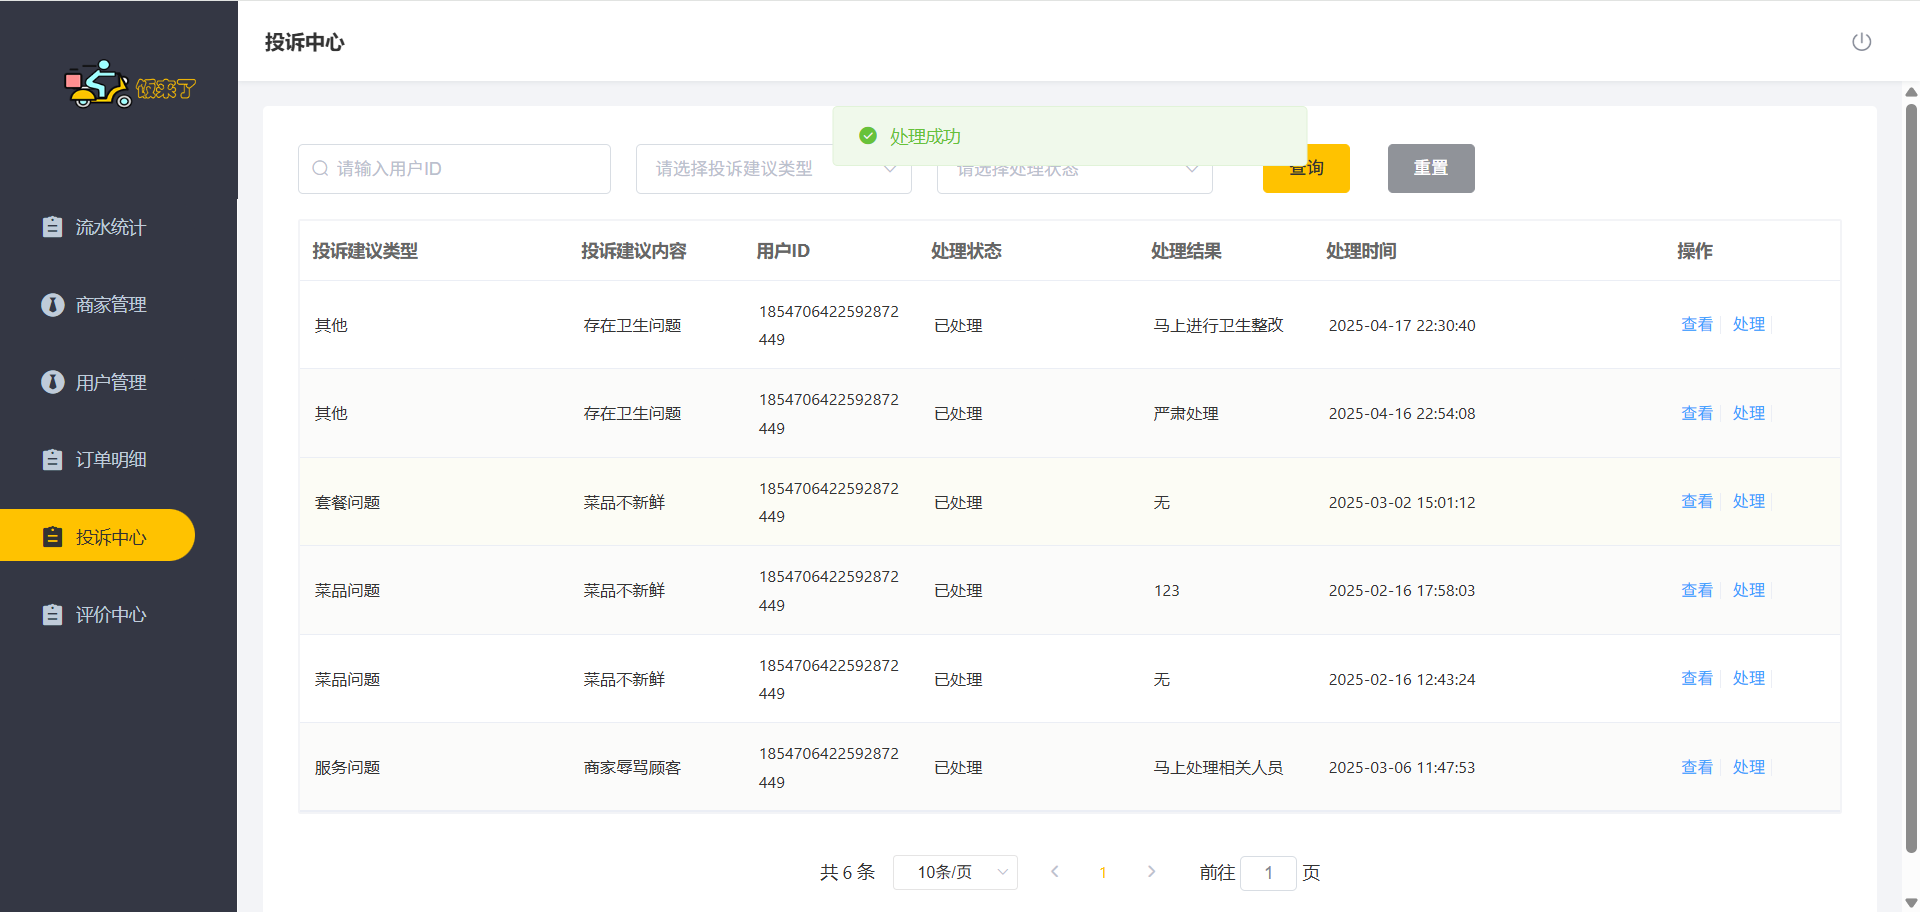 投诉中心
饭来了
处理成功
请输入用户ID
请选择投诉建议类型
请选择处理状态
查询
重置
流水统计
商家管理
用户管理
订单明细
投诉中心
评价中心
投诉建议类型 投诉建议内容 用户ID 处理状态 处理结果 处理时间 操作
其他 存在卫生问题 1854706422592872 已处理 马上进行卫生整改 2025-04-17 22:30:40 查看 处理
449
其他 存在卫生问题 1854706422592872 已处理 严肃处理 2025-04-16 22:54:08 查看 处理
449
套餐问题 菜品不新鲜 1854706422592872 已处理 无 2025-03-02 15:01:12 查看 处理
449
菜品问题 菜品不新鲜 1854706422592872 已处理 123 2025-02-16 17:58:03 查看 处理
449
菜品问题 菜品不新鲜 1854706422592872 已处理 无 2025-02-16 12:43:24 查看 处理
449
服务问题 商家辱骂顾客 1854706422592872 已处理 马上处理相关人员 2025-03-06 11:47:53 查看 处理
449
共 6 条 10条/页 1 前往 1 页